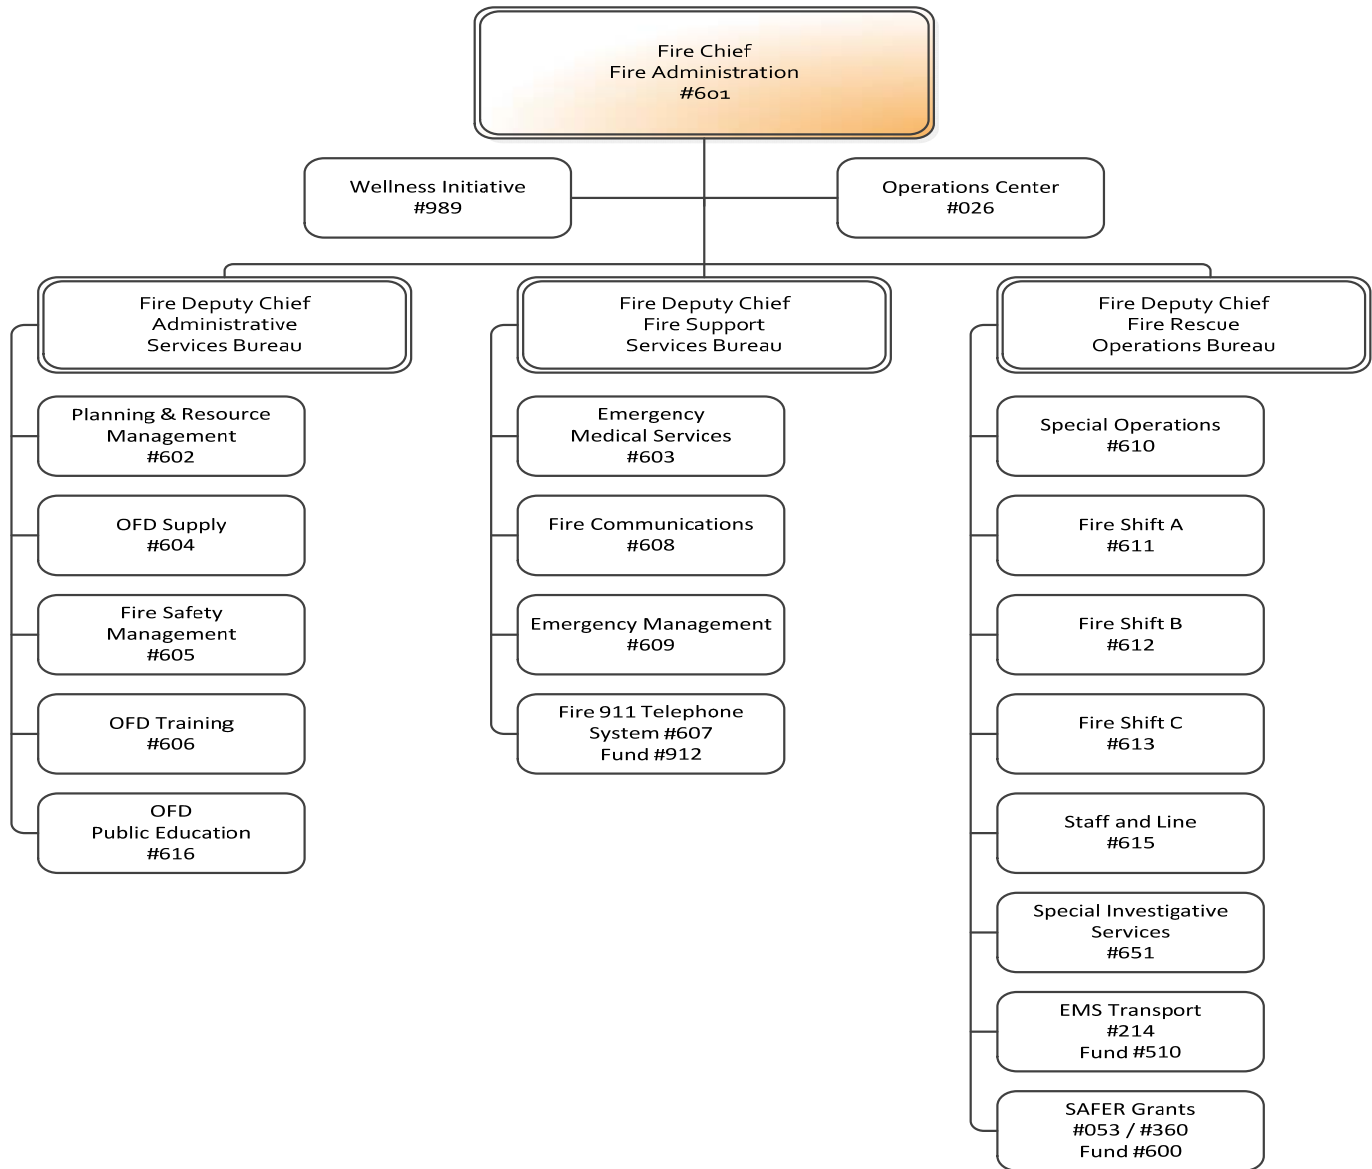 Fire Chief
Fire Administration
#601
Wellness Initiative
#989
Operations Center
#026
Fire Deputy Chief
Administrative
Services Bureau
Planning & Resource
Management
#602
OFD Supply
#604
Fire Safety
Management
#605
OFD Training
#606
OFD
Public Education
#616
Fire Deputy Chief
Fire Support
Services Bureau
Emergency
Medical Services
#603
Fire Communications
#608
Emergency Management
#609
Fire 911 Telephone
System #607
Fund #912
Fire Deputy Chief
Fire Rescue
Operations Bureau
Special Operations
#610
Fire Shift A
#611
Fire Shift B
#612
Fire Shift C
#613
Staff and Line
#615
Special Investigative
Services
#651
EMS Transport
#214
Fund #510
SAFER Grants
#053 / #360
Fund #600